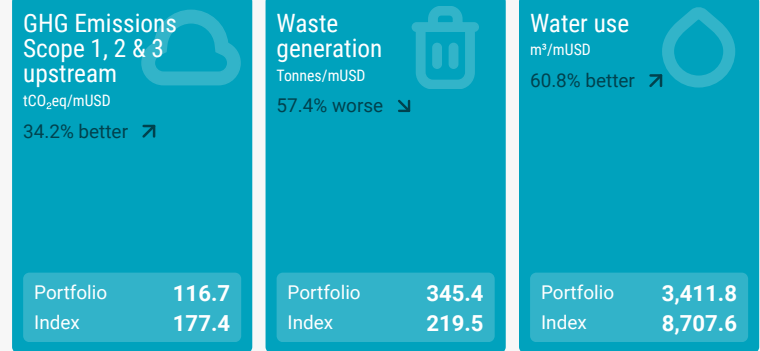 GHG Emissions
Scope 1, 2 & 3
upstream
tCO₂eq/mUSD
34.2% better
Portfolio 116.7
Index 177.4
Waste
generation
Tonnes/mUSD
57.4% worse
Portfolio 345.4
Index 219.5
Water use
m³/mUSD
60.8% better
Portfolio 3,411.8
Index 8,707.6